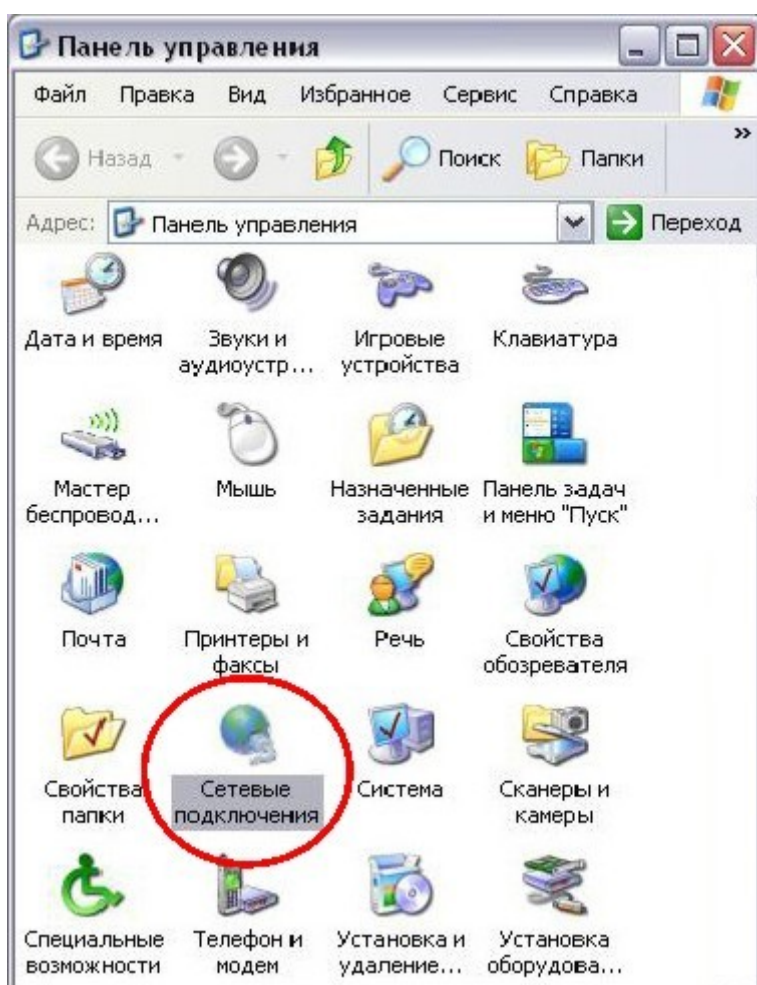 Панель управления
Файл Правка Вид Избранное Сервис Справка
Назад Поиск Папки »
Адрес: Панель управления Переход
Дата и время Звуки и аудиоустр... Игровые устройства Клавиатура
Мастер беспровод... Мышь Назначенные задания Панель задач и меню "Пуск"
Почта Принтеры и факсы Речь Свойства обозревателя
Свойства папки Сетевые подключения Система Сканеры и камеры
Специальные возможности Телефон и модем Установка и удаление... Установка оборудова...